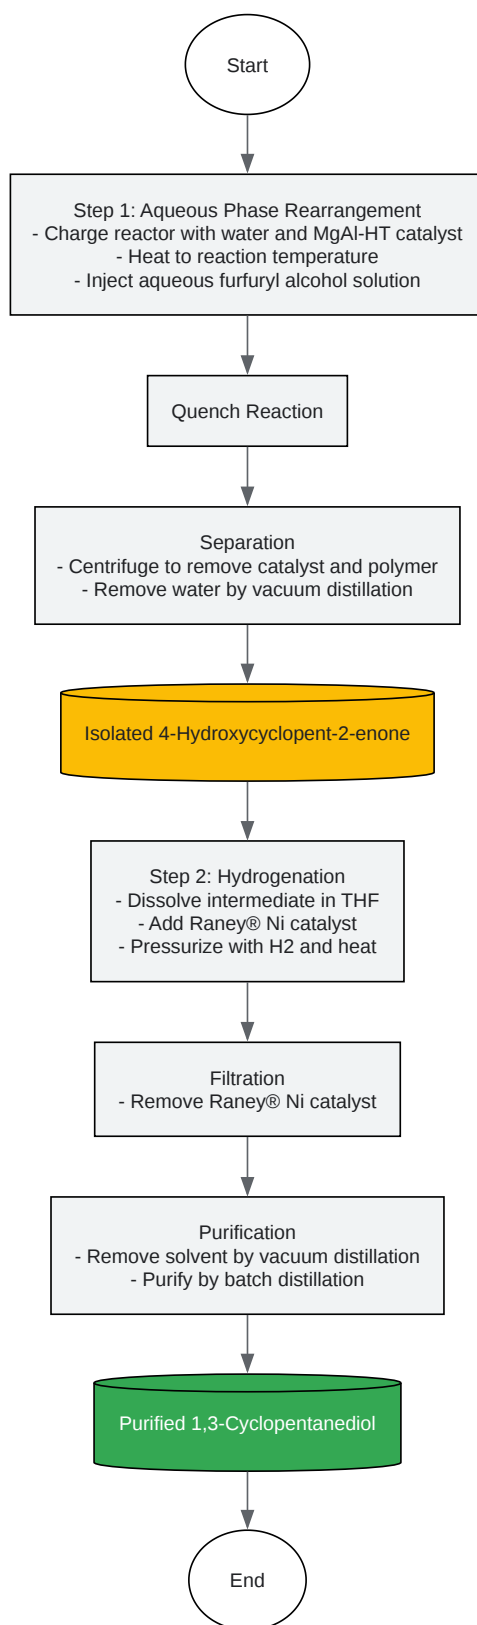 Start
Step 1: Aqueous Phase Rearrangement
- Charge reactor with water and MgAl-HT catalyst
- Heat to reaction temperature
- Inject aqueous furfuryl alcohol solution
Quench Reaction
Separation
- Centrifuge to remove catalyst and polymer
- Remove water by vacuum distillation
Isolated 4-Hydroxycyclopent-2-enone
Step 2: Hydrogenation
- Dissolve intermediate in THF
- Add Raney® Ni catalyst
- Pressurize with H2 and heat
Filtration
- Remove Raney® Ni catalyst
Purification
- Remove solvent by vacuum distillation
- Purify by batch distillation
Purified 1,3-Cyclopentanediol
End